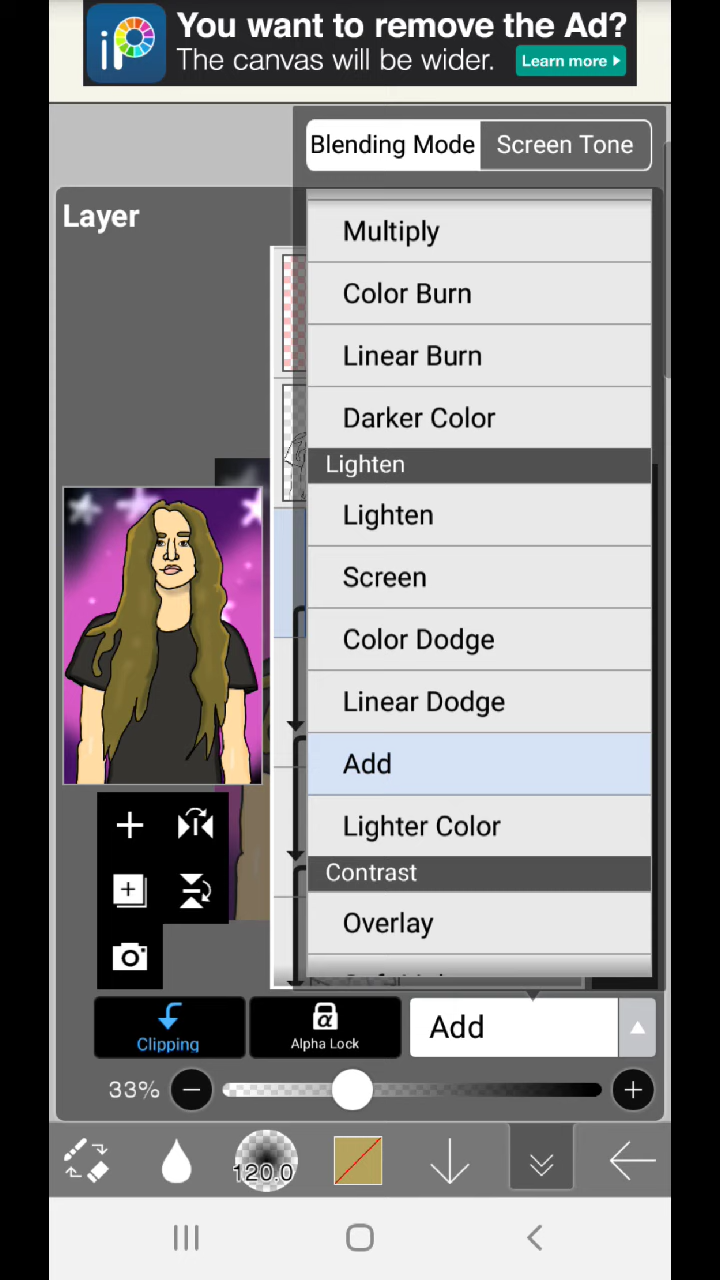 iP
You want to remove the Ad?
The canvas will be wider.
Learn more
Blending Mode
Screen Tone
Layer
Multiply
Color Burn
Linear Burn
Darker Color
Lighten
Lighten
Screen
Color Dodge
Linear Dodge
Add
Lighter Color
Contrast
Overlay
Clipping
α
Alpha Lock
Add
33%
120.0